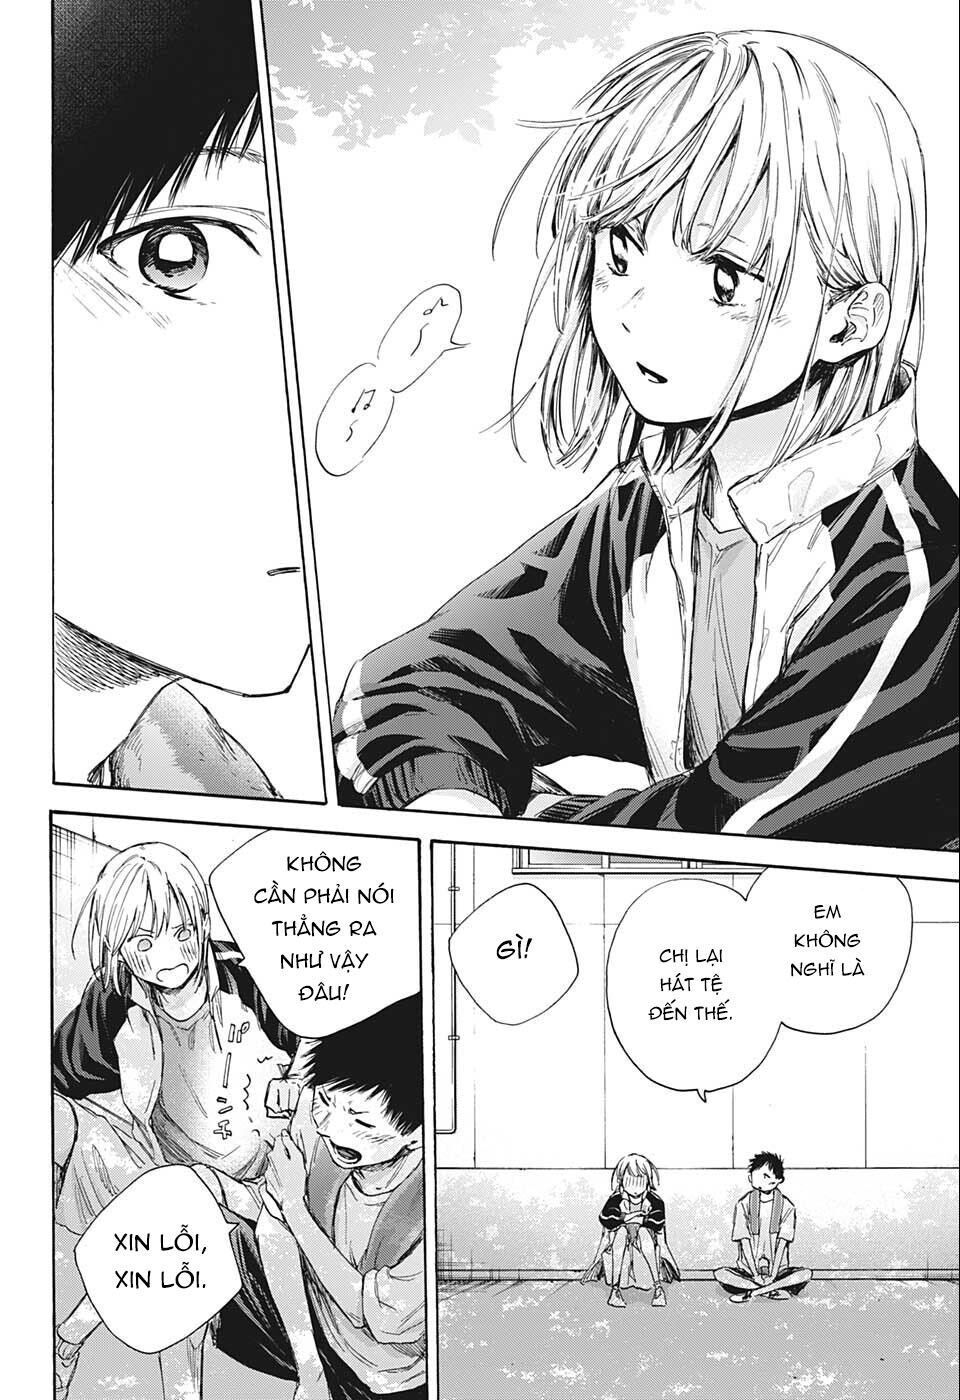 EM
KHÔNG
NGHĨ LÀ
CHỊ LẠI
HÁT TỆ
ĐẾN THẾ.
GÌ!
KHÔNG
CẦN PHẢI NÓI
THẲNG RA
NHƯ VẬY
ĐÂU!
XIN LỖI,
XIN LỖI.